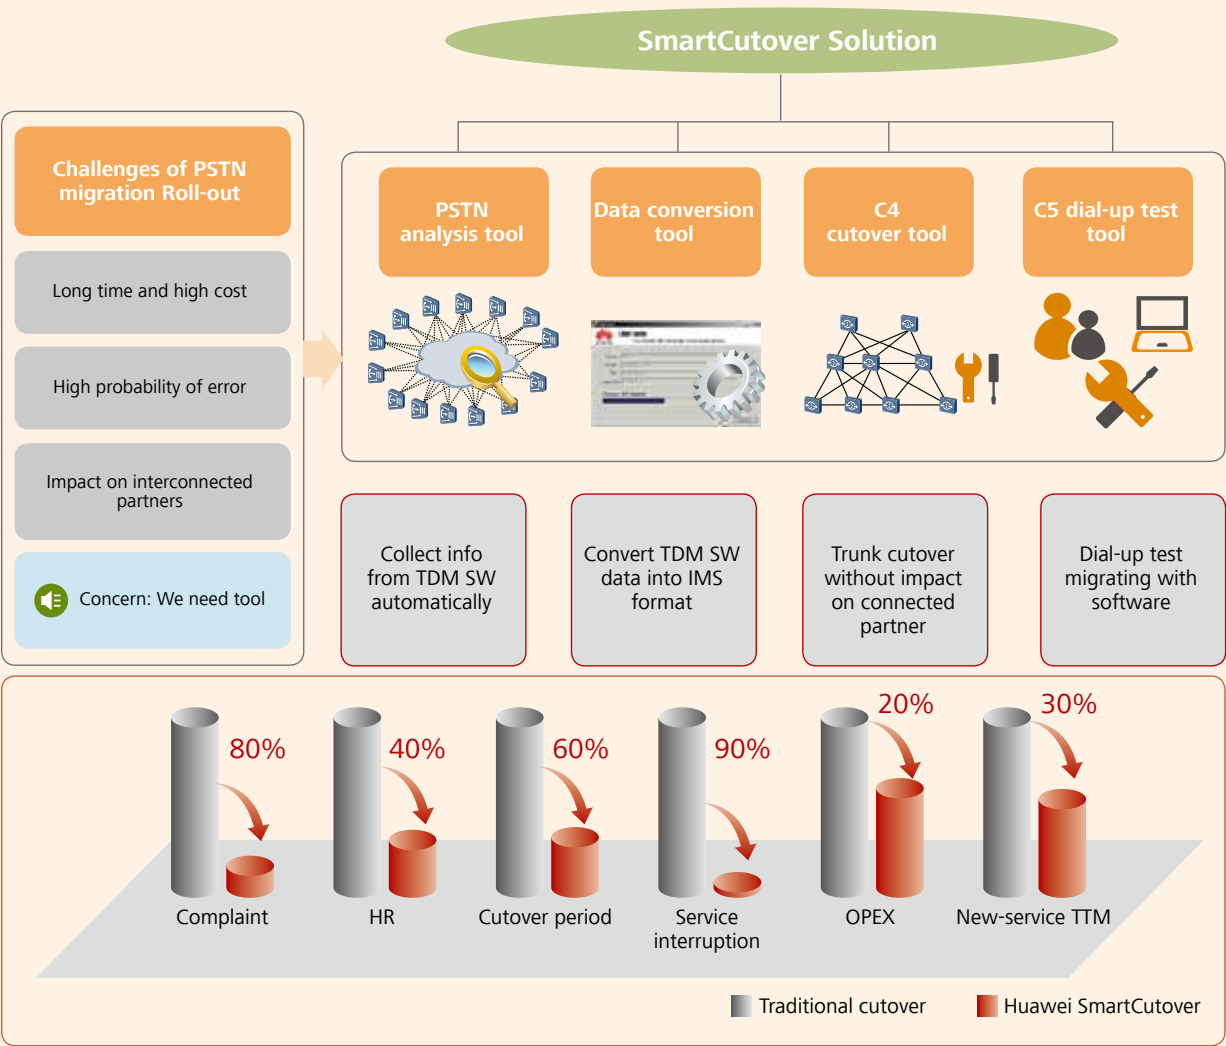 SmartCutover Solution
Challenges of PSTN
migration Roll-out
Long time and high cost
High probability of error
Impact on interconnected
partners
Concern: We need tool
PSTN
analysis tool
Data conversion
tool
C4
cutover tool
C5 dial-up test
tool
Collect info
from TDM SW
automatically
Convert TDM SW
data into IMS
format
Trunk cutover
without impact
on connected
partner
Dial-up test
migrating with
software
80%
40%
60%
90%
20%
30%
Complaint
HR
Cutover period
Service
interruption
OPEX
New-service TTM
Traditional cutover
Huawei SmartCutover